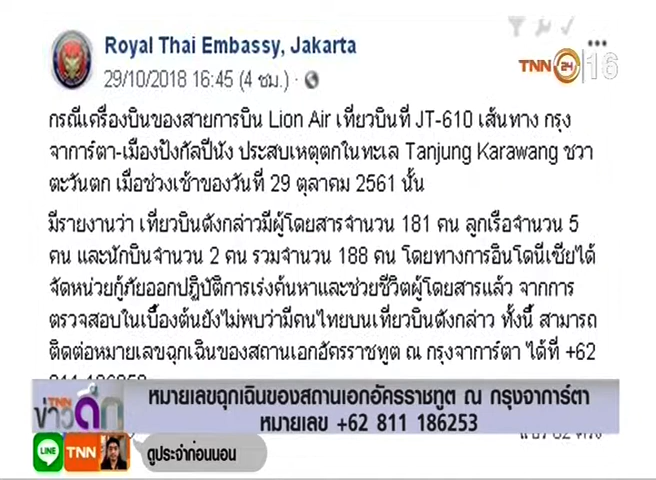 Royal Thai Embassy, Jakarta
29/10/2018 16:45 (4 ชม.) ·
TNN 24 16
กรณีเครื่องบินของสายการบิน Lion Air เที่ยวบินที่ JT-610 เส้นทาง กรุง
จาการ์ตา-เมืองปังกัลปีนัง ประสบเหตุตกในทะเล Tanjung Karawang ชวา
ตะวันตก เมื่อช่วงเช้าของวันที่ 29 ตุลาคม 2561 นั้น
มีรายงานว่า เที่ยวบินดังกล่าวมีผู้โดยสารจำนวน 181 คน ลูกเรือจำนวน 5
คน และนักบินจำนวน 2 คน รวมจำนวน 188 คน โดยทางการอินโดนีเซียได้
จัดหน่วยกู้ภัยออกปฏิบัติการเร่งค้นหาและช่วยชีวิตผู้โดยสารแล้ว จากการ
ตรวจสอบในเบื้องต้นยังไม่พบว่ามีคนไทยบนเที่ยวบินดังกล่าว ทั้งนี้ สามารถ
ติดต่อหมายเลขฉุกเฉินของสถานเอกอัครราชทูต ณ กรุงจาการ์ตา ได้ที่ +62
TNN
ข่าวดึก
หมายเลขฉุกเฉินของสถานเอกอัครราชทูต ณ กรุงจาการ์ตา
หมายเลข +62 811 186253
LINE TNN ดูประจำก่อนนอน